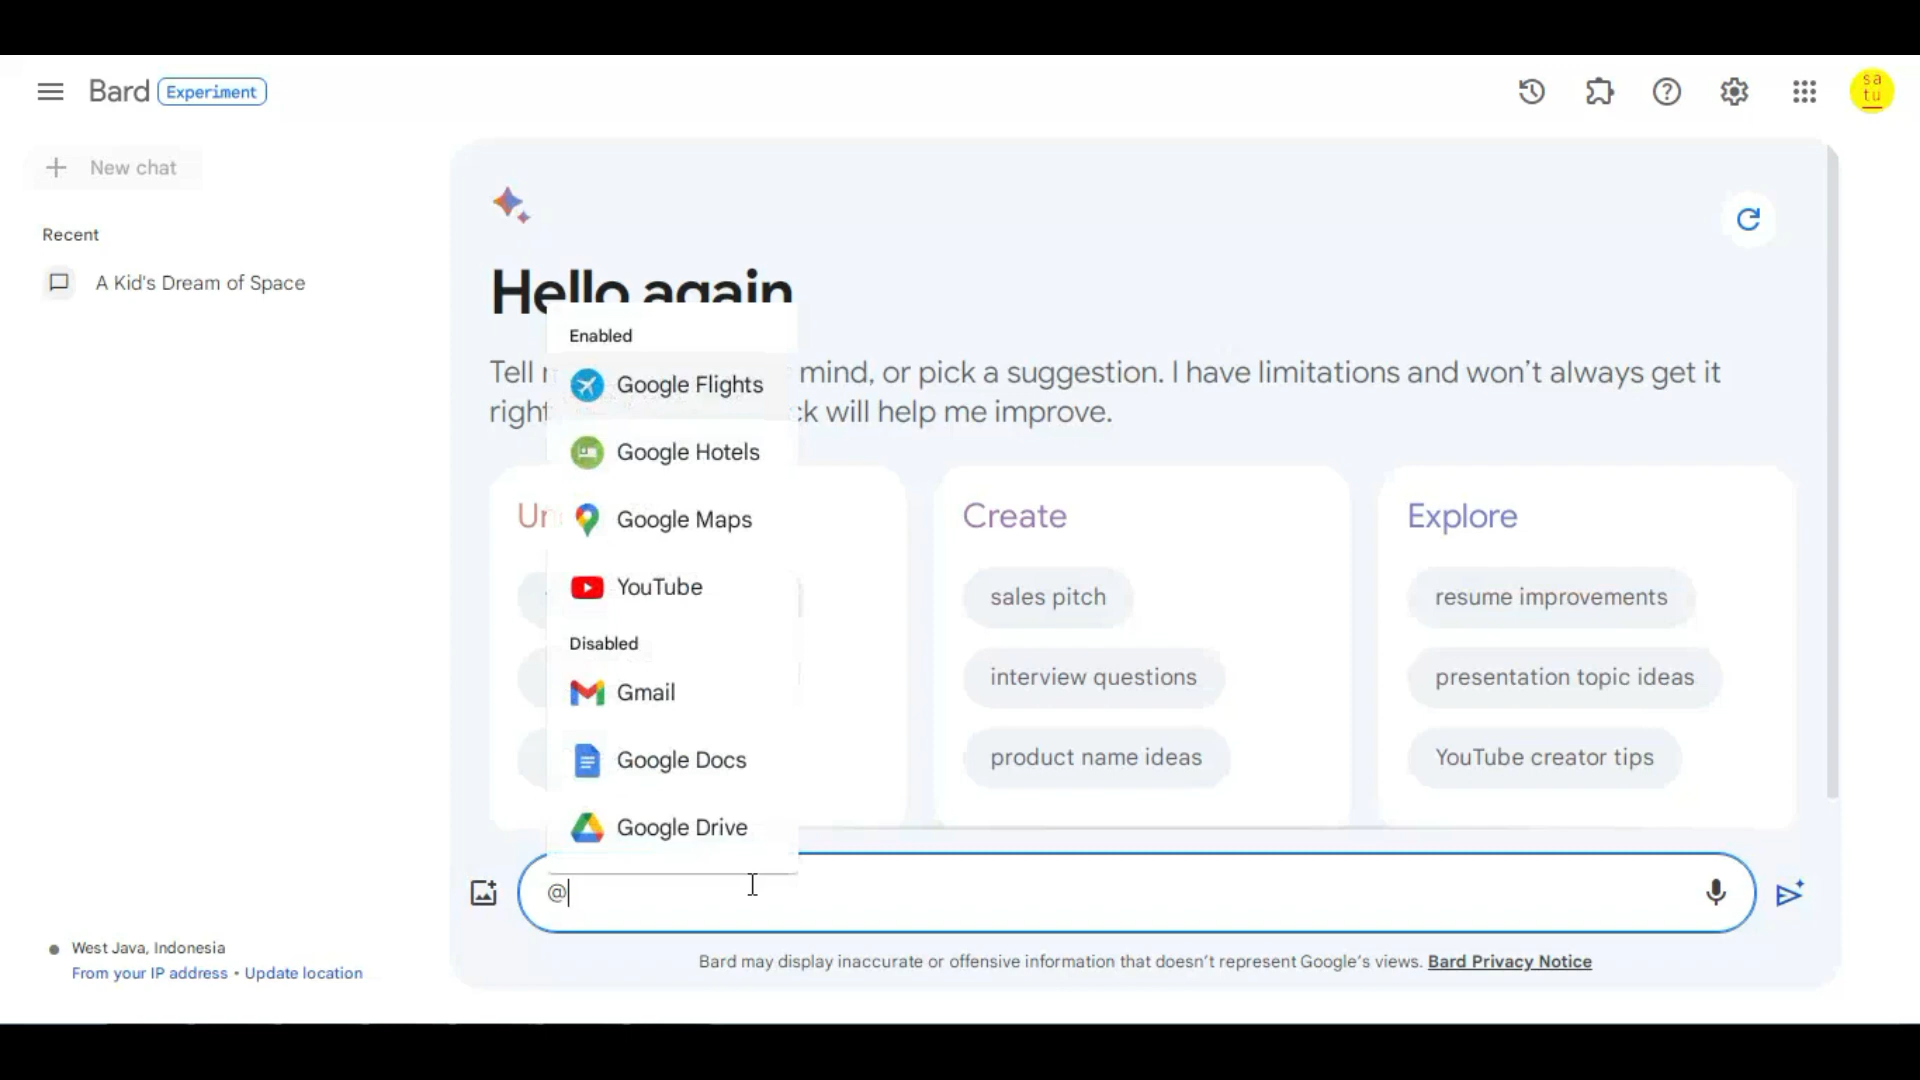 Bard Experiment
sa
tu
New chat
Recent
A Kid's Dream of Space
Hello again
Tell mind, or pick a suggestion. I have limitations and won't always get it
right will help me improve.
Enabled
Google Flights
Google Hotels
Google Maps
YouTube
Disabled
Gmail
Google Docs
Google Drive
Create
sales pitch
interview questions
product name ideas
Explore
resume improvements
presentation topic ideas
YouTube creator tips
@
West Java, Indonesia
From your IP address • Update location
Bard may display inaccurate or offensive information that doesn't represent Google's views. Bard Privacy Notice